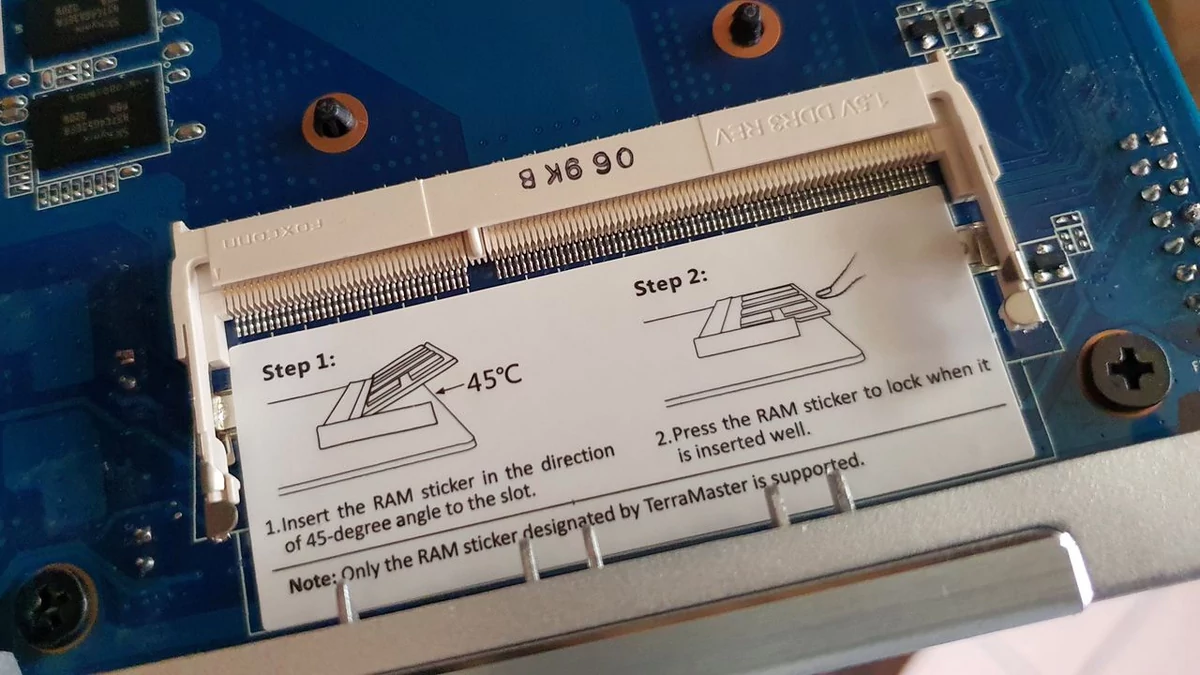 1.5V DDR3 REV
06 9K B
FOXCONN
Step 1:
45℃
1.Insert the RAM sticker in the direction
of 45-degree angle to the slot.
Step 2:
2.Press the RAM sticker to lock when it
is inserted well.
Note: Only the RAM sticker designated by TerraMaster is supported.